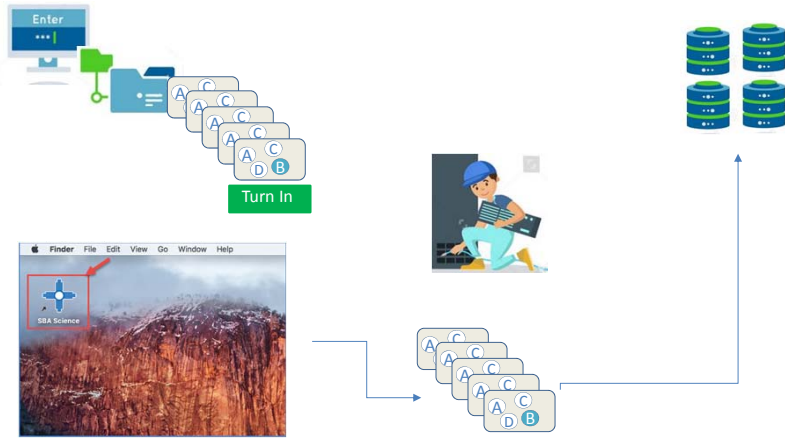 Enter
A C
A C
A C
A C
A C
D B
Turn In
Finder File Edit View Go Window Help
SBA Science
A C
A C
A C
A C
A C
D B